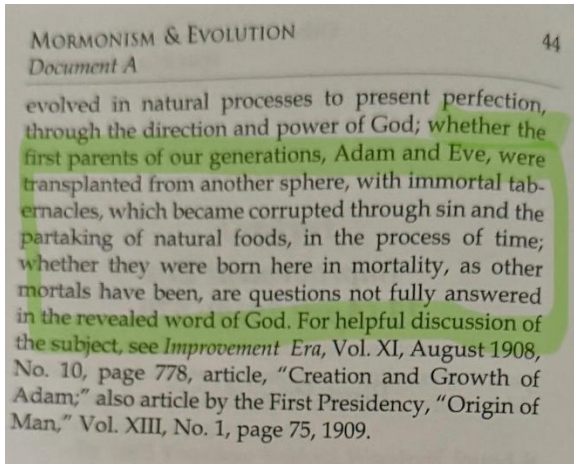 MORMONISM & EVOLUTION 44
Document A
evolved in natural processes to present perfection,
through the direction and power of God; whether the
first parents of our generations, Adam and Eve, were
transplanted from another sphere, with immortal tab-
ernacles, which became corrupted through sin and the
partaking of natural foods, in the process of time;
whether they were born here in mortality, as other
mortals have been, are questions not fully answered
in the revealed word of God. For helpful discussion of
the subject, see Improvement Era, Vol. XI, August 1908,
No. 10, page 778, article, “Creation and Growth of
Adam;” also article by the First Presidency, “Origin of
Man,” Vol. XIII, No. 1, page 75, 1909.